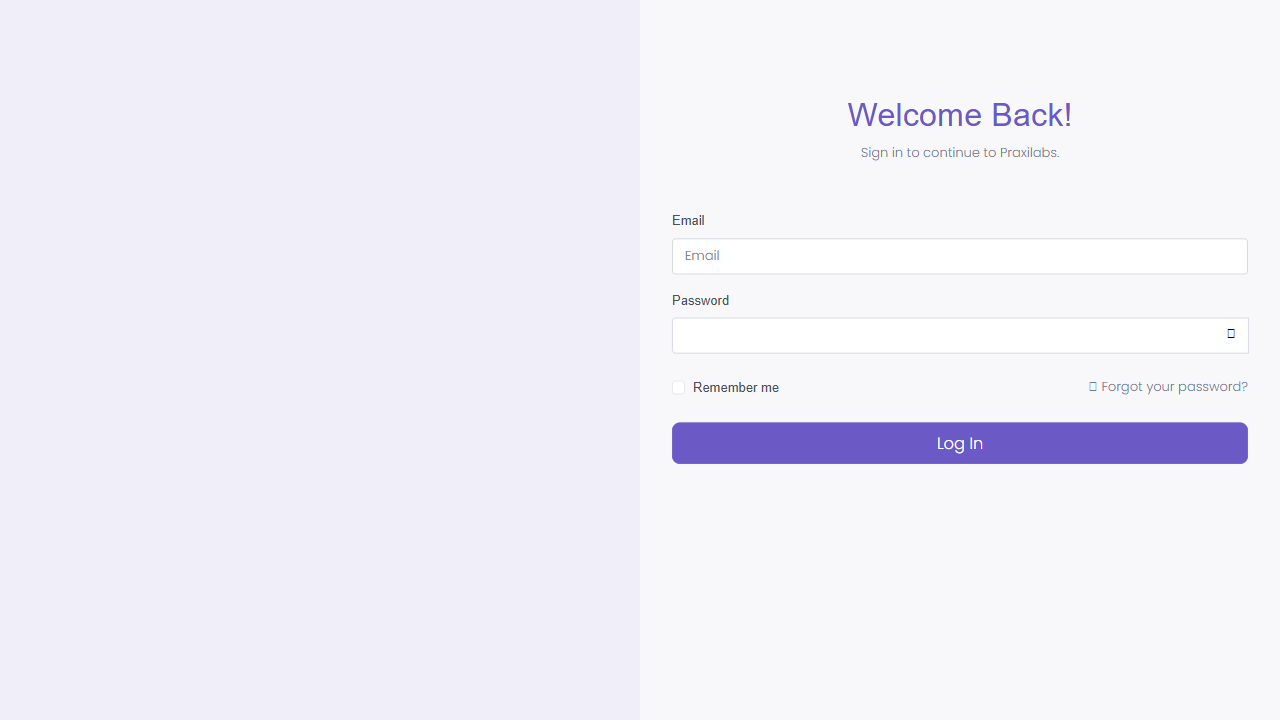 Welcome Back!
Sign in to continue to Praxilabs.
Email
Email
Password
Remember me
Forgot your password?
Log In